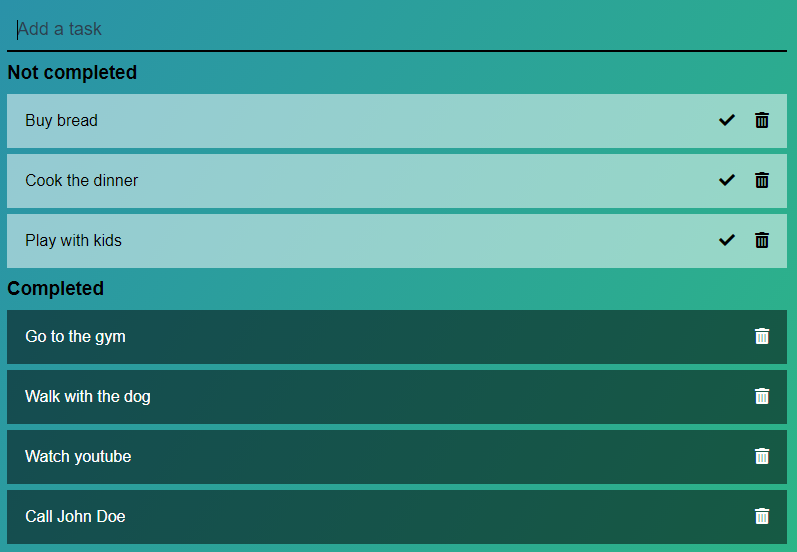 Add a task
Not completed
Buy bread
Cook the dinner
Play with kids
Completed
Go to the gym
Walk with the dog
Watch youtube
Call John Doe